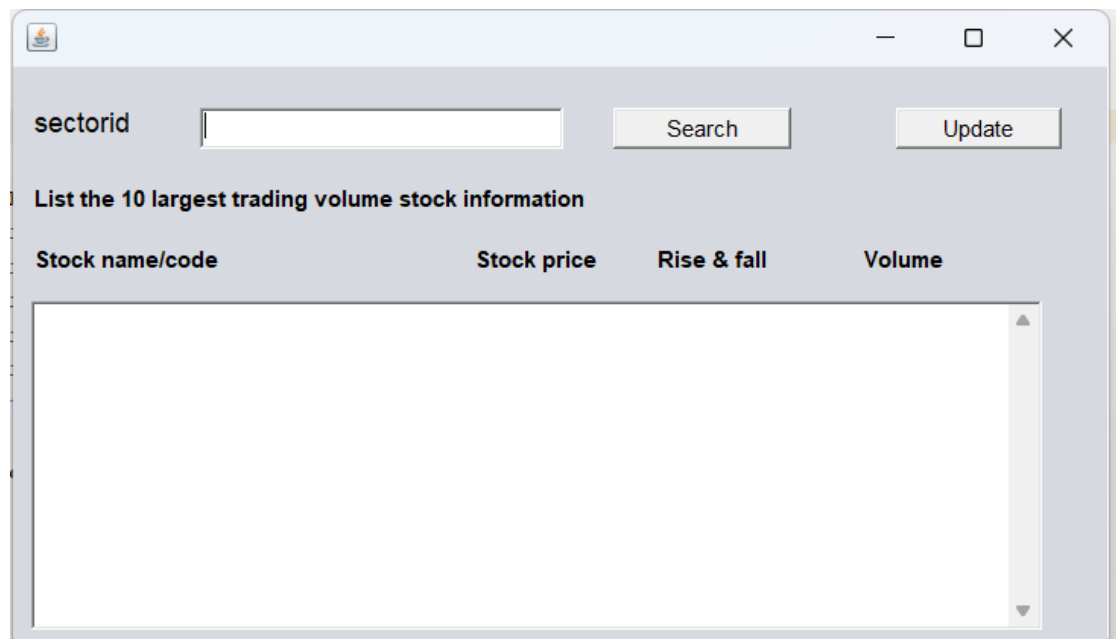 sectorid Search Update
List the 10 largest trading volume stock information
Stock name/code Stock price Rise & fall Volume